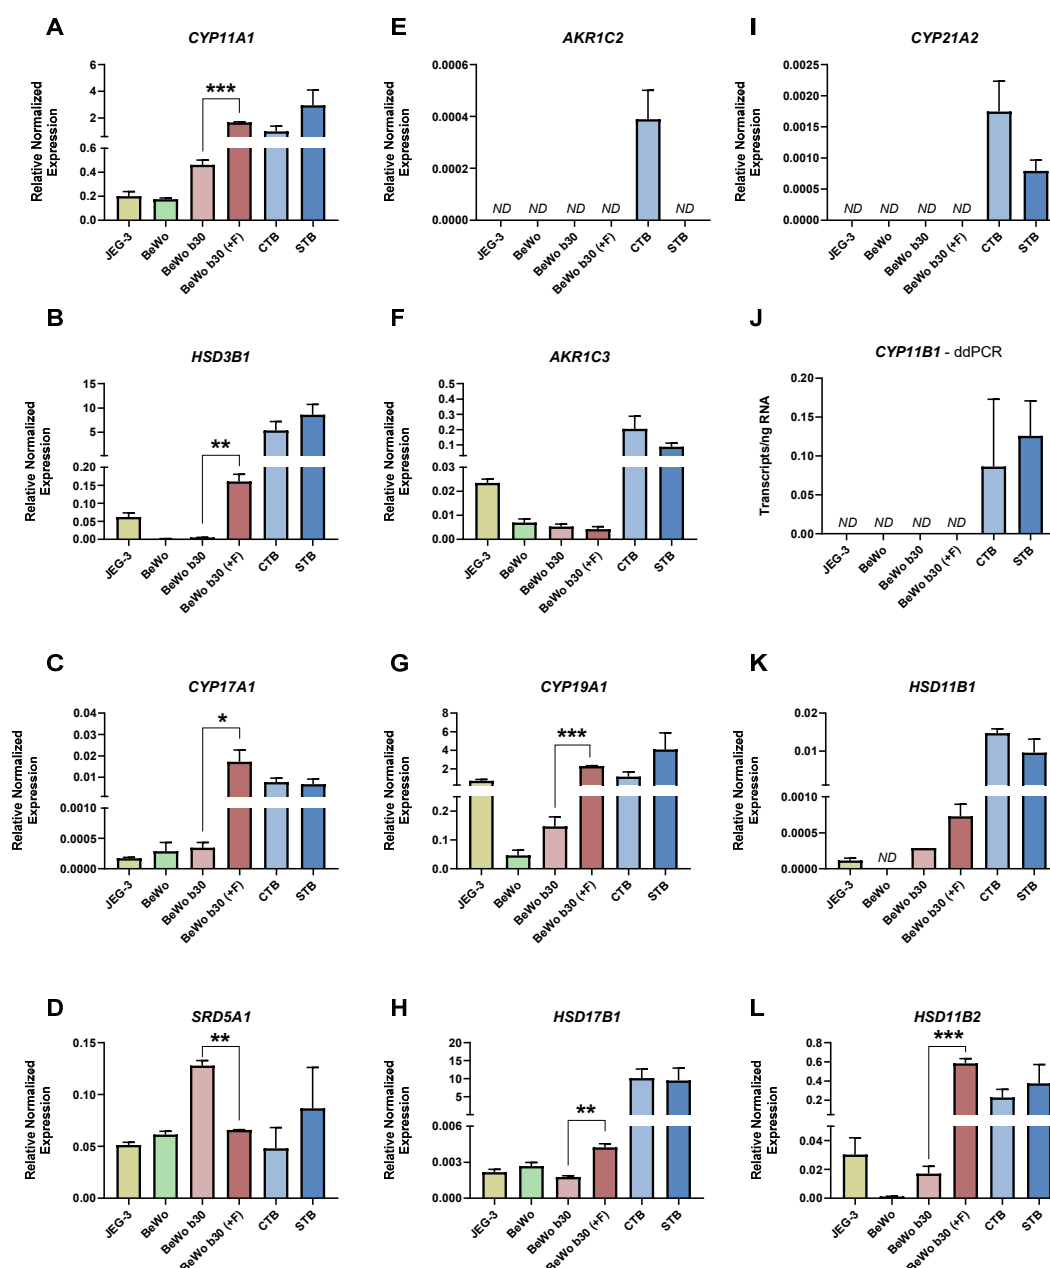 A
CYP11A1
Relative Normalized
Expression
6
4
2
0.6
0.4
0.2
0.0
***
JEG-3
BeWo
BeWo b30
BeWo b30 (+F)
CTB
STB
E
AKR1C2
Relative Normalized
Expression
0.0006
0.0004
0.0002
0.0000
ND ND ND ND ND
JEG-3
BeWo
BeWo b30
BeWo b30 (+F)
CTB
STB
I
CYP21A2
Relative Normalized
Expression
0.0025
0.0020
0.0015
0.0010
0.0005
0.0000
ND ND ND ND
JEG-3
BeWo
BeWo b30
BeWo b30 (+F)
CTB
STB
B
HSD3B1
Relative Normalized
Expression
15
10
5
0.20
0.15
0.10
0.05
0.00
**
JEG-3
BeWo
BeWo b30
BeWo b30 (+F)
CTB
STB
F
AKR1C3
Relative Normalized
Expression
0.5
0.4
0.3
0.2
0.1
0.03
0.02
0.01
0.00
JEG-3
BeWo
BeWo b30
BeWo b30 (+F)
CTB
STB
J
CYP11B1 - ddPCR
Transcripts/ng RNA
0.20
0.15
0.10
0.05
0.00
ND ND ND ND
JEG-3
BeWo
BeWo b30
BeWo b30 (+F)
CTB
STB
C
CYP17A1
Relative Normalized
Expression
0.04
0.03
0.02
0.01
0.0010
0.0005
0.0000
*
JEG-3
BeWo
BeWo b30
BeWo b30 (+F)
CTB
STB
G
CYP19A1
Relative Normalized
Expression
8
6
4
2
0
0.2
0.1
0.0
***
JEG-3
BeWo
BeWo b30
BeWo b30 (+F)
CTB
STB
K
HSD11B1
Relative Normalized
Expression
0.02
0.01
0.0010
0.0005
0.0000
ND
JEG-3
BeWo
BeWo b30
BeWo b30 (+F)
CTB
STB
D
SRD5A1
Relative Normalized
Expression
0.15
0.10
0.05
0.00
**
JEG-3
BeWo
BeWo b30
BeWo b30 (+F)
CTB
STB
H
HSD17B1
Relative Normalized
Expression
20
15
10
5
0.006
0.003
0.000
**
JEG-3
BeWo
BeWo b30
BeWo b30 (+F)
CTB
STB
L
HSD11B2
Relative Normalized
Expression
0.8
0.6
0.4
0.2
0.04
0.02
0.00
***
JEG-3
BeWo
BeWo b30
BeWo b30 (+F)
CTB
STB